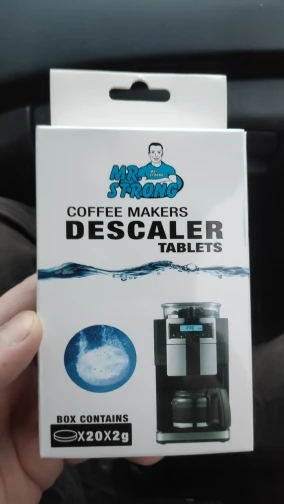 MR
STRONG
COFFEE MAKERS
DESCALER
TABLETS
BOX CONTAINS
X20X2g